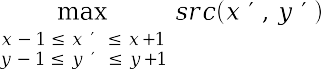 max src(x ′ , y ′ )
x − 1 ≤ x ′ ≤ x+1
y − 1 ≤ y ′ ≤ y+1